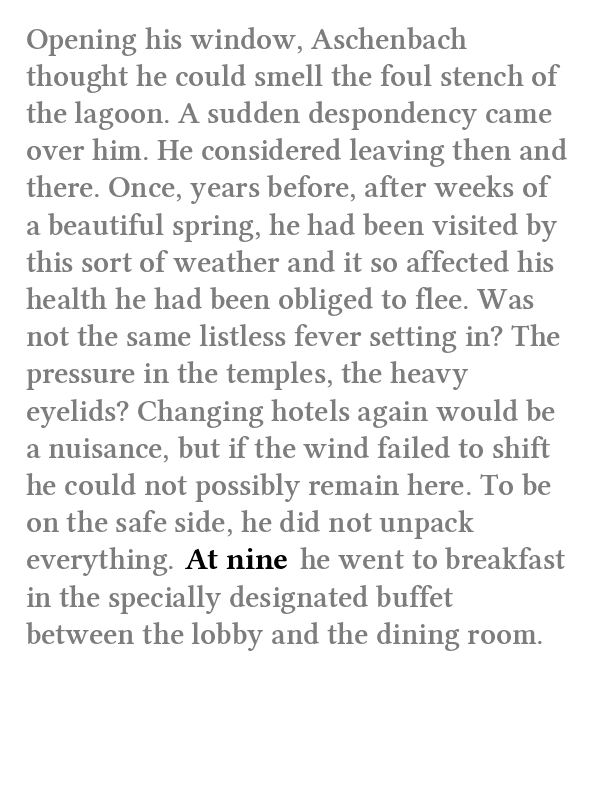 Opening his window, Aschenbach
thought he could smell the foul stench of
the lagoon. A sudden despondency came
over him. He considered leaving then and
there. Once, years before, after weeks of
a beautiful spring, he had been visited by
this sort of weather and it so affected his
health he had been obliged to flee. Was
not the same listless fever setting in? The
pressure in the temples, the heavy
eyelids? Changing hotels again would be
a nuisance, but if the wind failed to shift
he could not possibly remain here. To be
on the safe side, he did not unpack
everything. At nine he went to breakfast
in the specially designated buffet
between the lobby and the dining room.